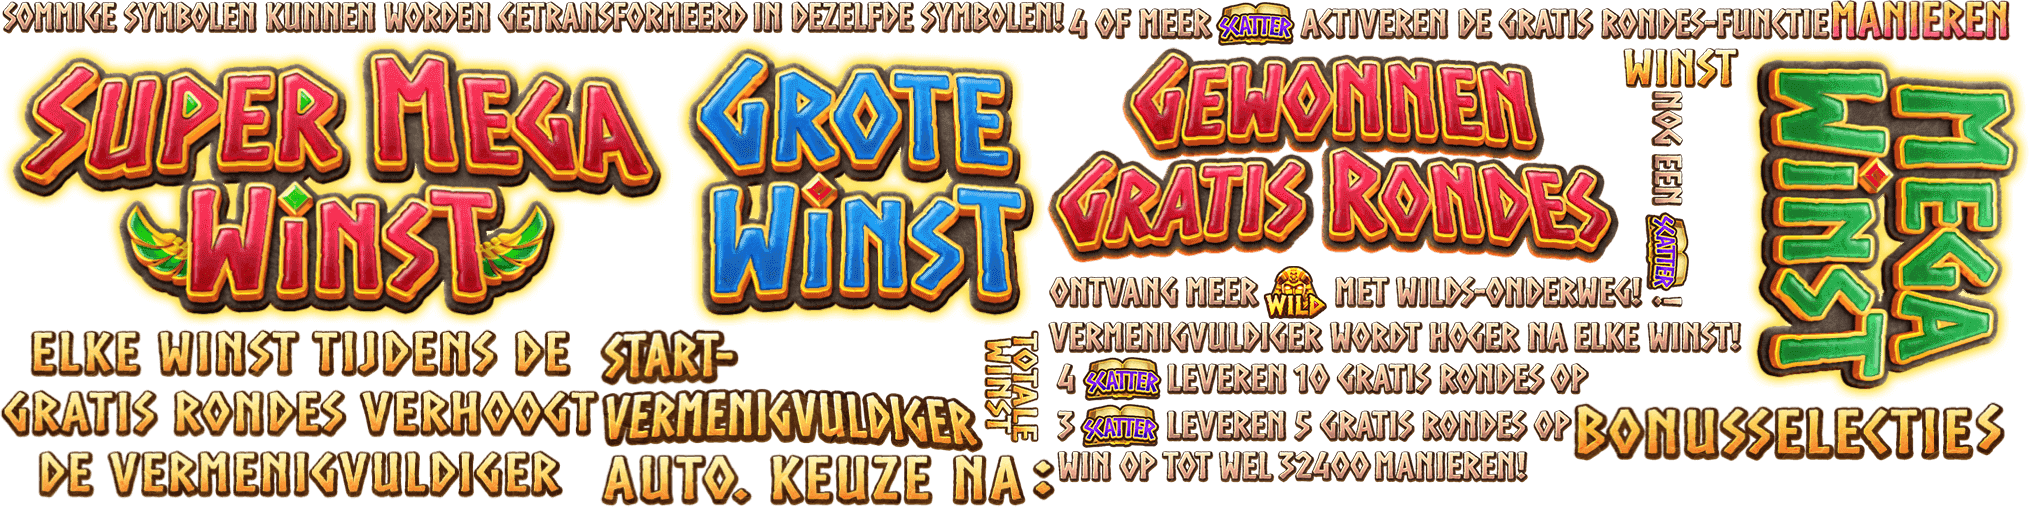 SOMMIGE SYMBOLEN KUNNEN WORDEN GETRANSFORMEERD IN DEZELFDE SYMBOLEN!
4 OF MEER SCATTER ACTIVEREN DE GRATIS RONDES-FUNCTIE
MANIEREN
SUPER MEGA
WINST
GROTE
WINST
GEWONNEN
GRATIS RONDES
WINST
NOG EEN SCATTER!
MEGA
WINST
ONTVANG MEER WILD MET WILDS-ONDERWEG!
VERMENIGVULDIGER WORDT HOGER NA ELKE WINST!
4 SCATTER LEVEREN 10 GRATIS RONDES OP
3 SCATTER LEVEREN 5 GRATIS RONDES OP
WIN OP TOT WEL 32400 MANIEREN!
ELKE WINST TIJDENS DE
GRATIS RONDES VERHOOGT
DE VERMENIGVULDIGER
START-
VERMENIGVULDIGER
TOTALE
WINST
AUTO. KEUZE NA:
BONUSSELECTIES